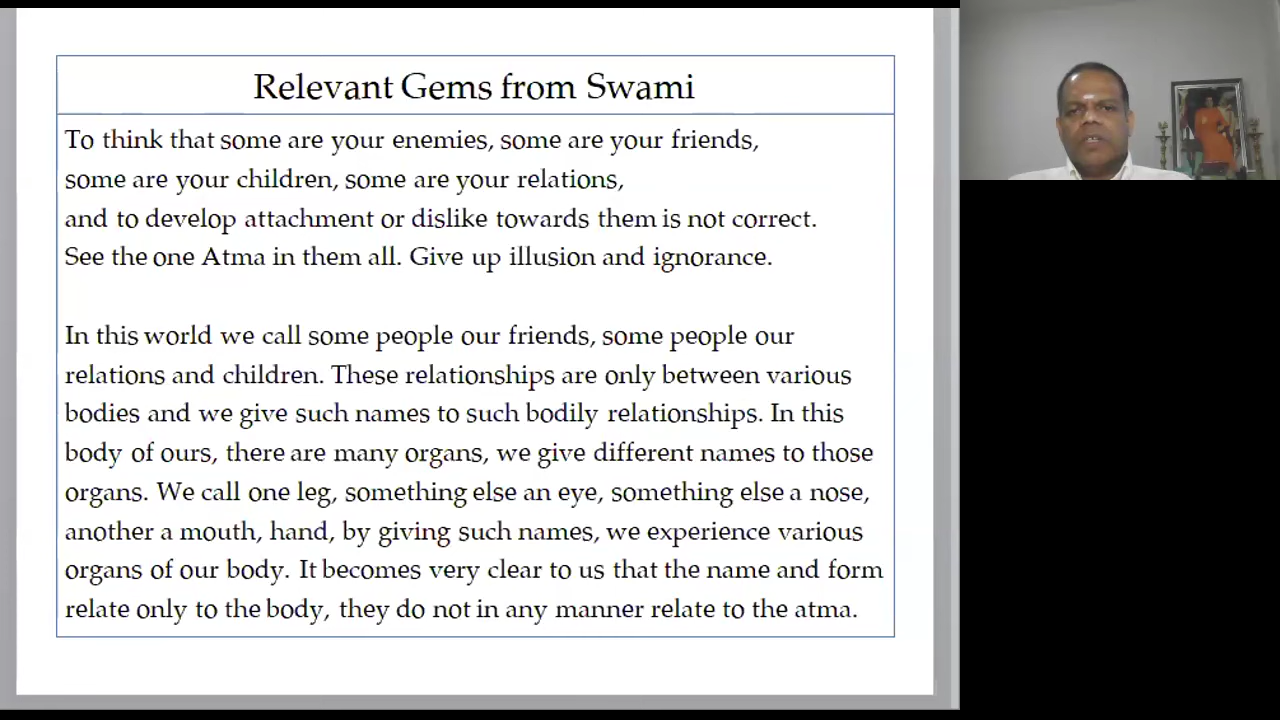 Relevant Gems from Swami
To think that some are your enemies, some are your friends,
some are your children, some are your relations,
and to develop attachment or dislike towards them is not correct.
See the one Atma in them all. Give up illusion and ignorance.
In this world we call some people our friends, some people our
relations and children. These relationships are only between various
bodies and we give such names to such bodily relationships. In this
body of ours, there are many organs, we give different names to those
organs. We call one leg, something else an eye, something else a nose,
another a mouth, hand, by giving such names, we experience various
organs of our body. It becomes very clear to us that the name and form
relate only to the body, they do not in any manner relate to the atma.